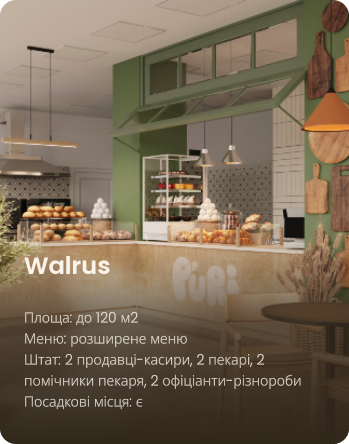 PURi
Walrus
Площа: до 120 м2
Меню: розширене меню
Штат: 2 продавці-касири, 2 пекарі, 2
помічники пекаря, 2 офіціанти-різнороби
Посадкові місця: є